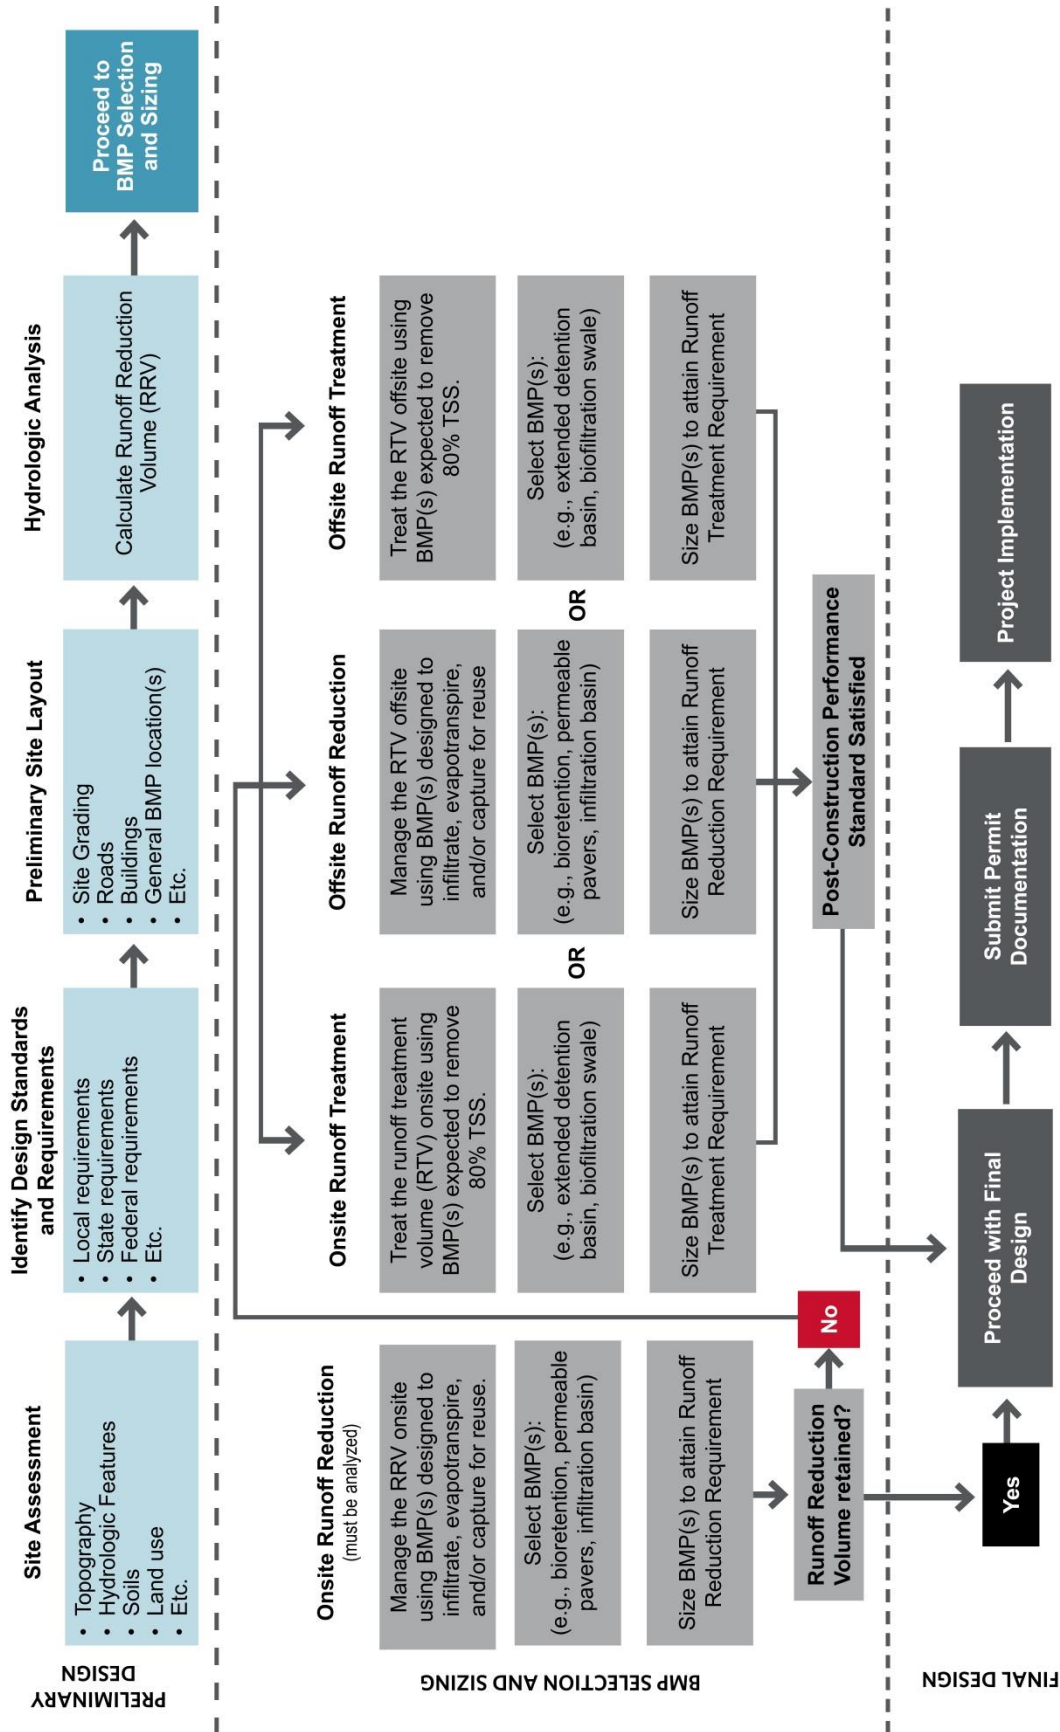 PRELIMINARY
DESIGN
Site Assessment
• Topography
• Hydrologic Features
• Soils
• Land use
• Etc.
Identify Design Standards
and Requirements
• Local requirements
• State requirements
• Federal requirements
• Etc.
Preliminary Site Layout
• Site Grading
• Roads
• Buildings
• General BMP location(s)
• Etc.
Hydrologic Analysis
Calculate Runoff Reduction
Volume (RRV)
Proceed to
BMP Selection
and Sizing
BMP SELECTION AND SIZING
Onsite Runoff Reduction
(must be analyzed)
Manage the RRV onsite
using BMP(s) designed to
infiltrate, evapotranspire,
and/or capture for reuse.
Select BMP(s):
(e.g., bioretention, permeable
pavers, infiltration basin)
Size BMP(s) to attain Runoff
Reduction Requirement
Runoff Reduction
Volume retained?
No
Onsite Runoff Treatment
Treat the runoff treatment
volume (RTV) onsite using
BMP(s) expected to remove
80% TSS.
Select BMP(s):
(e.g., extended detention
basin, biofiltration swale)
Size BMP(s) to attain Runoff
Treatment Requirement
OR
Offsite Runoff Reduction
Manage the RTV offsite
using BMP(s) designed to
infiltrate, evapotranspire,
and/or capture for reuse
Select BMP(s):
(e.g., bioretention, permeable
pavers, infiltration basin)
Size BMP(s) to attain Runoff
Reduction Requirement
OR
Offsite Runoff Treatment
Treat the RTV offsite using
BMP(s) expected to remove
80% TSS.
Select BMP(s):
(e.g., extended detention
basin, biofiltration swale)
Size BMP(s) to attain Runoff
Treatment Requirement
Post-Construction Performance
Standard Satisfied
FINAL DESIGN
Yes
Proceed with Final
Design
Submit Permit
Documentation
Project Implementation